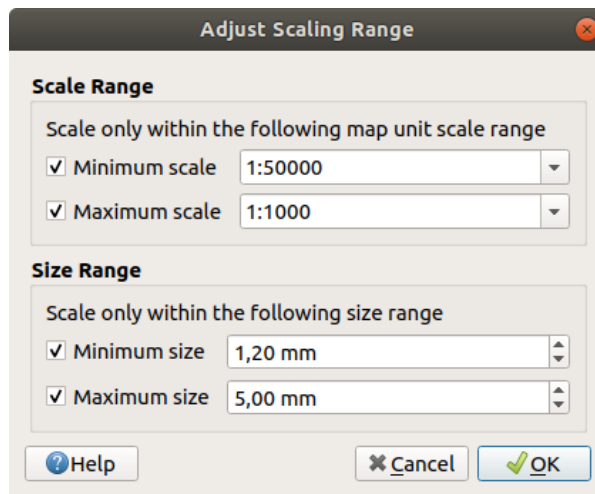 Adjust Scaling Range
Scale Range
Scale only within the following map unit scale range
Minimum scale 1:50000
Maximum scale 1:1000
Size Range
Scale only within the following size range
Minimum size 1,20 mm
Maximum size 5,00 mm
Help Cancel OK